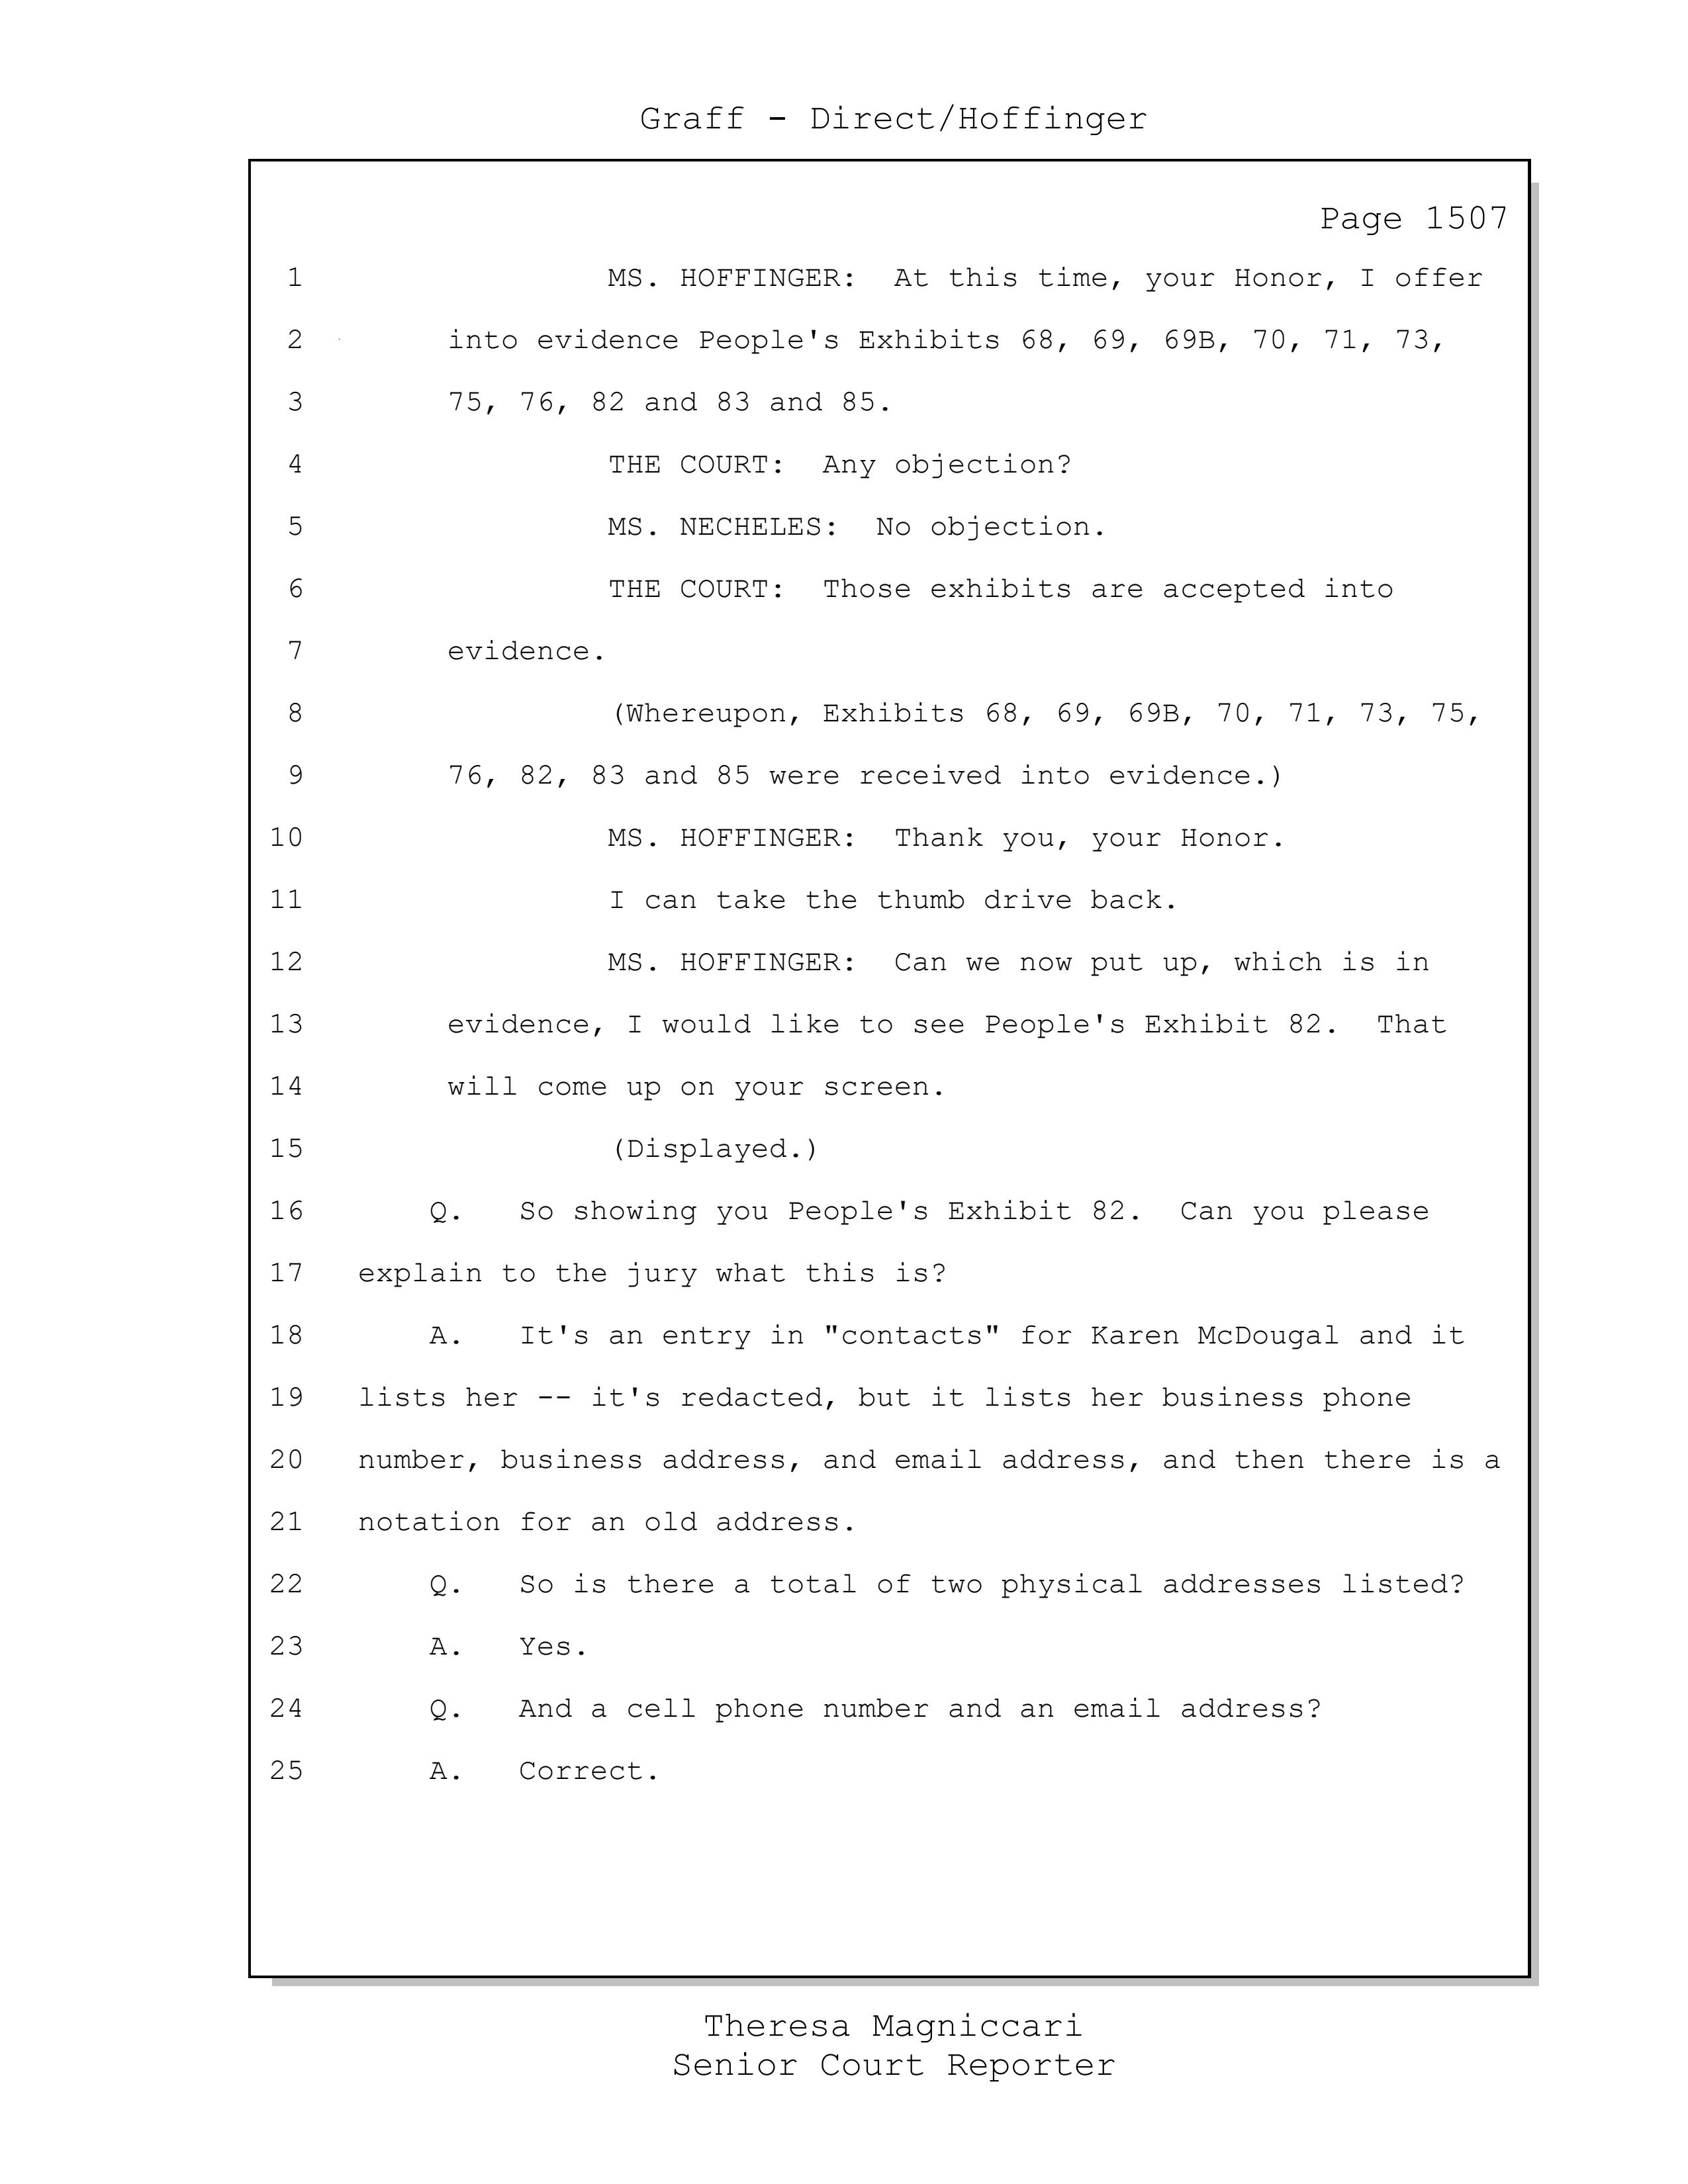 Graff - Direct/Hoffinger
Page 1507
1 MS. HOFFINGER: At this time, your Honor, I offer
2 into evidence People's Exhibits 68, 69, 69B, 70, 71, 73,
3 75, 76, 82 and 83 and 85.
4 THE COURT: Any objection?
5 MS. NECHELES: No objection.
6 THE COURT: Those exhibits are accepted into
7 evidence.
8 (Whereupon, Exhibits 68, 69, 69B, 70, 71, 73, 75,
9 76, 82, 83 and 85 were received into evidence.)
10 MS. HOFFINGER: Thank you, your Honor.
11 I can take the thumb drive back.
12 MS. HOFFINGER: Can we now put up, which is in
13 evidence, I would like to see People's Exhibit 82. That
14 will come up on your screen.
15 (Displayed.)
16 Q. So showing you People's Exhibit 82. Can you please
17 explain to the jury what this is?
18 A. It's an entry in "contacts" for Karen McDougal and it
19 lists her -- it's redacted, but it lists her business phone
20 number, business address, and email address, and then there is a
21 notation for an old address.
22 Q. So is there a total of two physical addresses listed?
23 A. Yes.
24 Q. And a cell phone number and an email address?
25 A. Correct.
Theresa Magniccari
Senior Court Reporter